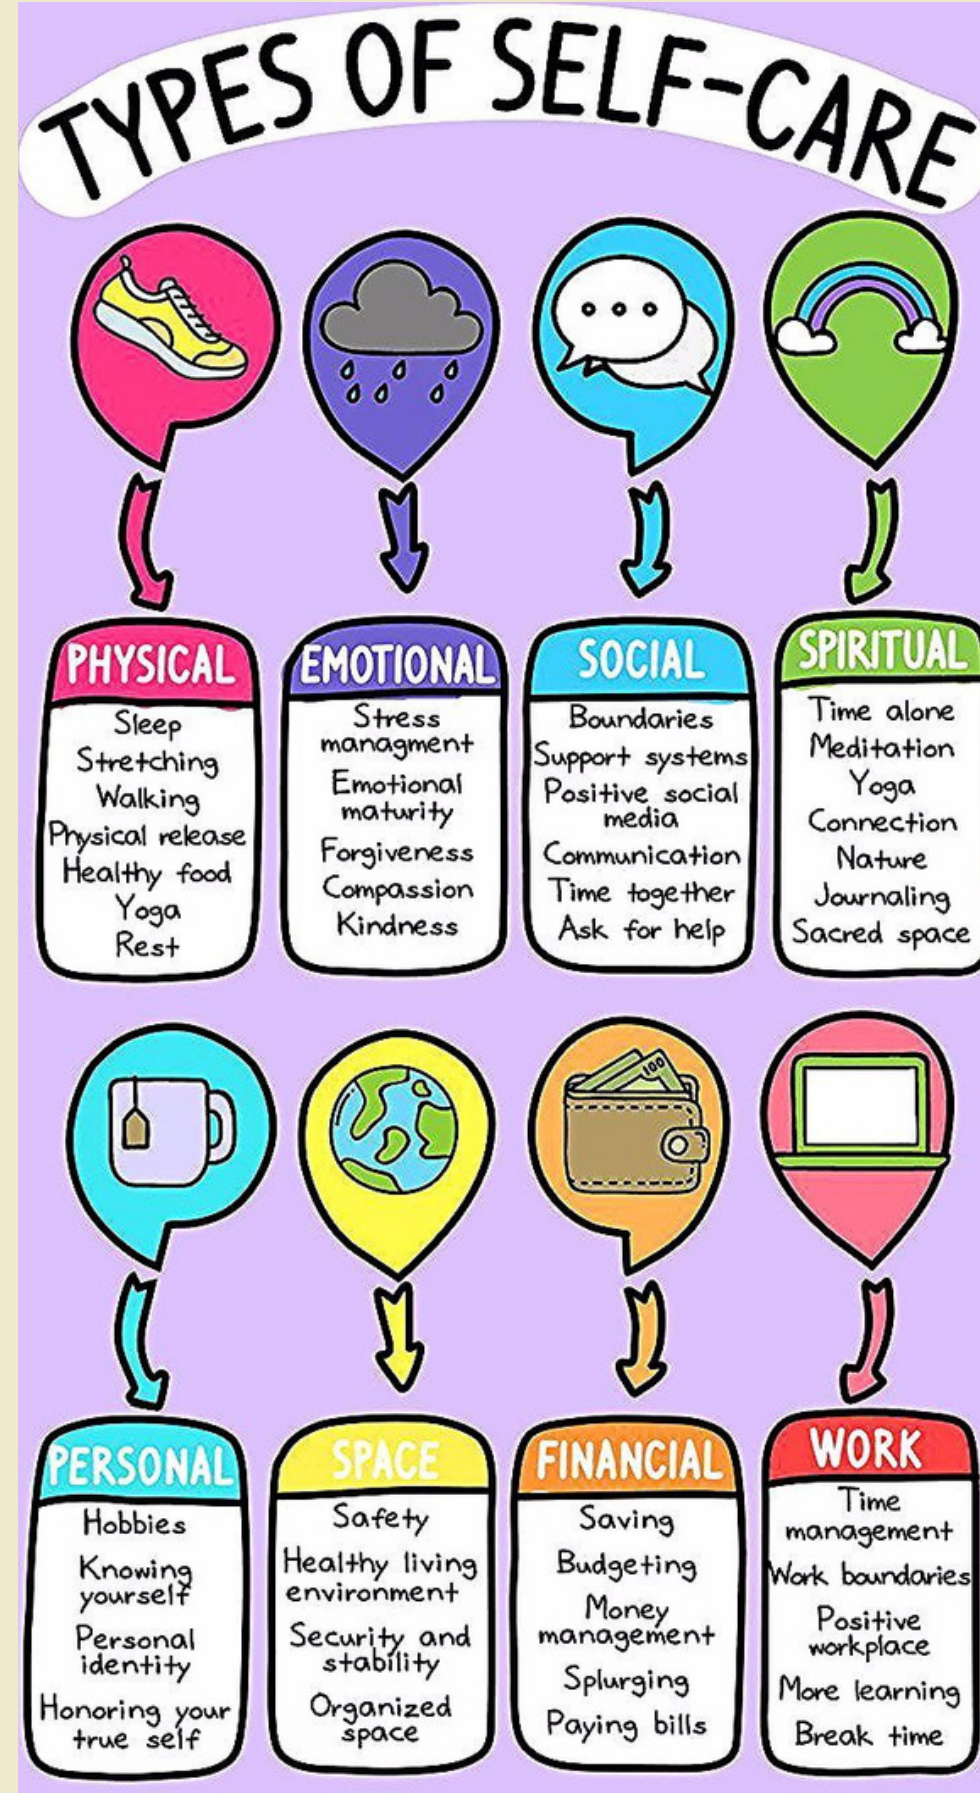 TYPES OF SELF-CARE
PHYSICAL
Sleep
Stretching
Walking
Physical release
Healthy food
Yoga
Rest
EMOTIONAL
Stress
managment
Emotional
maturity
Forgiveness
Compassion
Kindness
SOCIAL
Boundaries
Support systems
Positive social
media
Communication
Time together
Ask for help
SPIRITUAL
Time alone
Meditation
Yoga
Connection
Nature
Journaling
Sacred space
100
PERSONAL
Hobbies
Knowing
yourself
Personal
identity
Honoring your
true self
SPACE
Safety
Healthy living
environment
Security and
stability
Organized
space
FINANCIAL
Saving
Budgeting
Money
management
Splurging
Paying bills
WORK
Time
management
Work boundaries
Positive
workplace
More learning
Break time